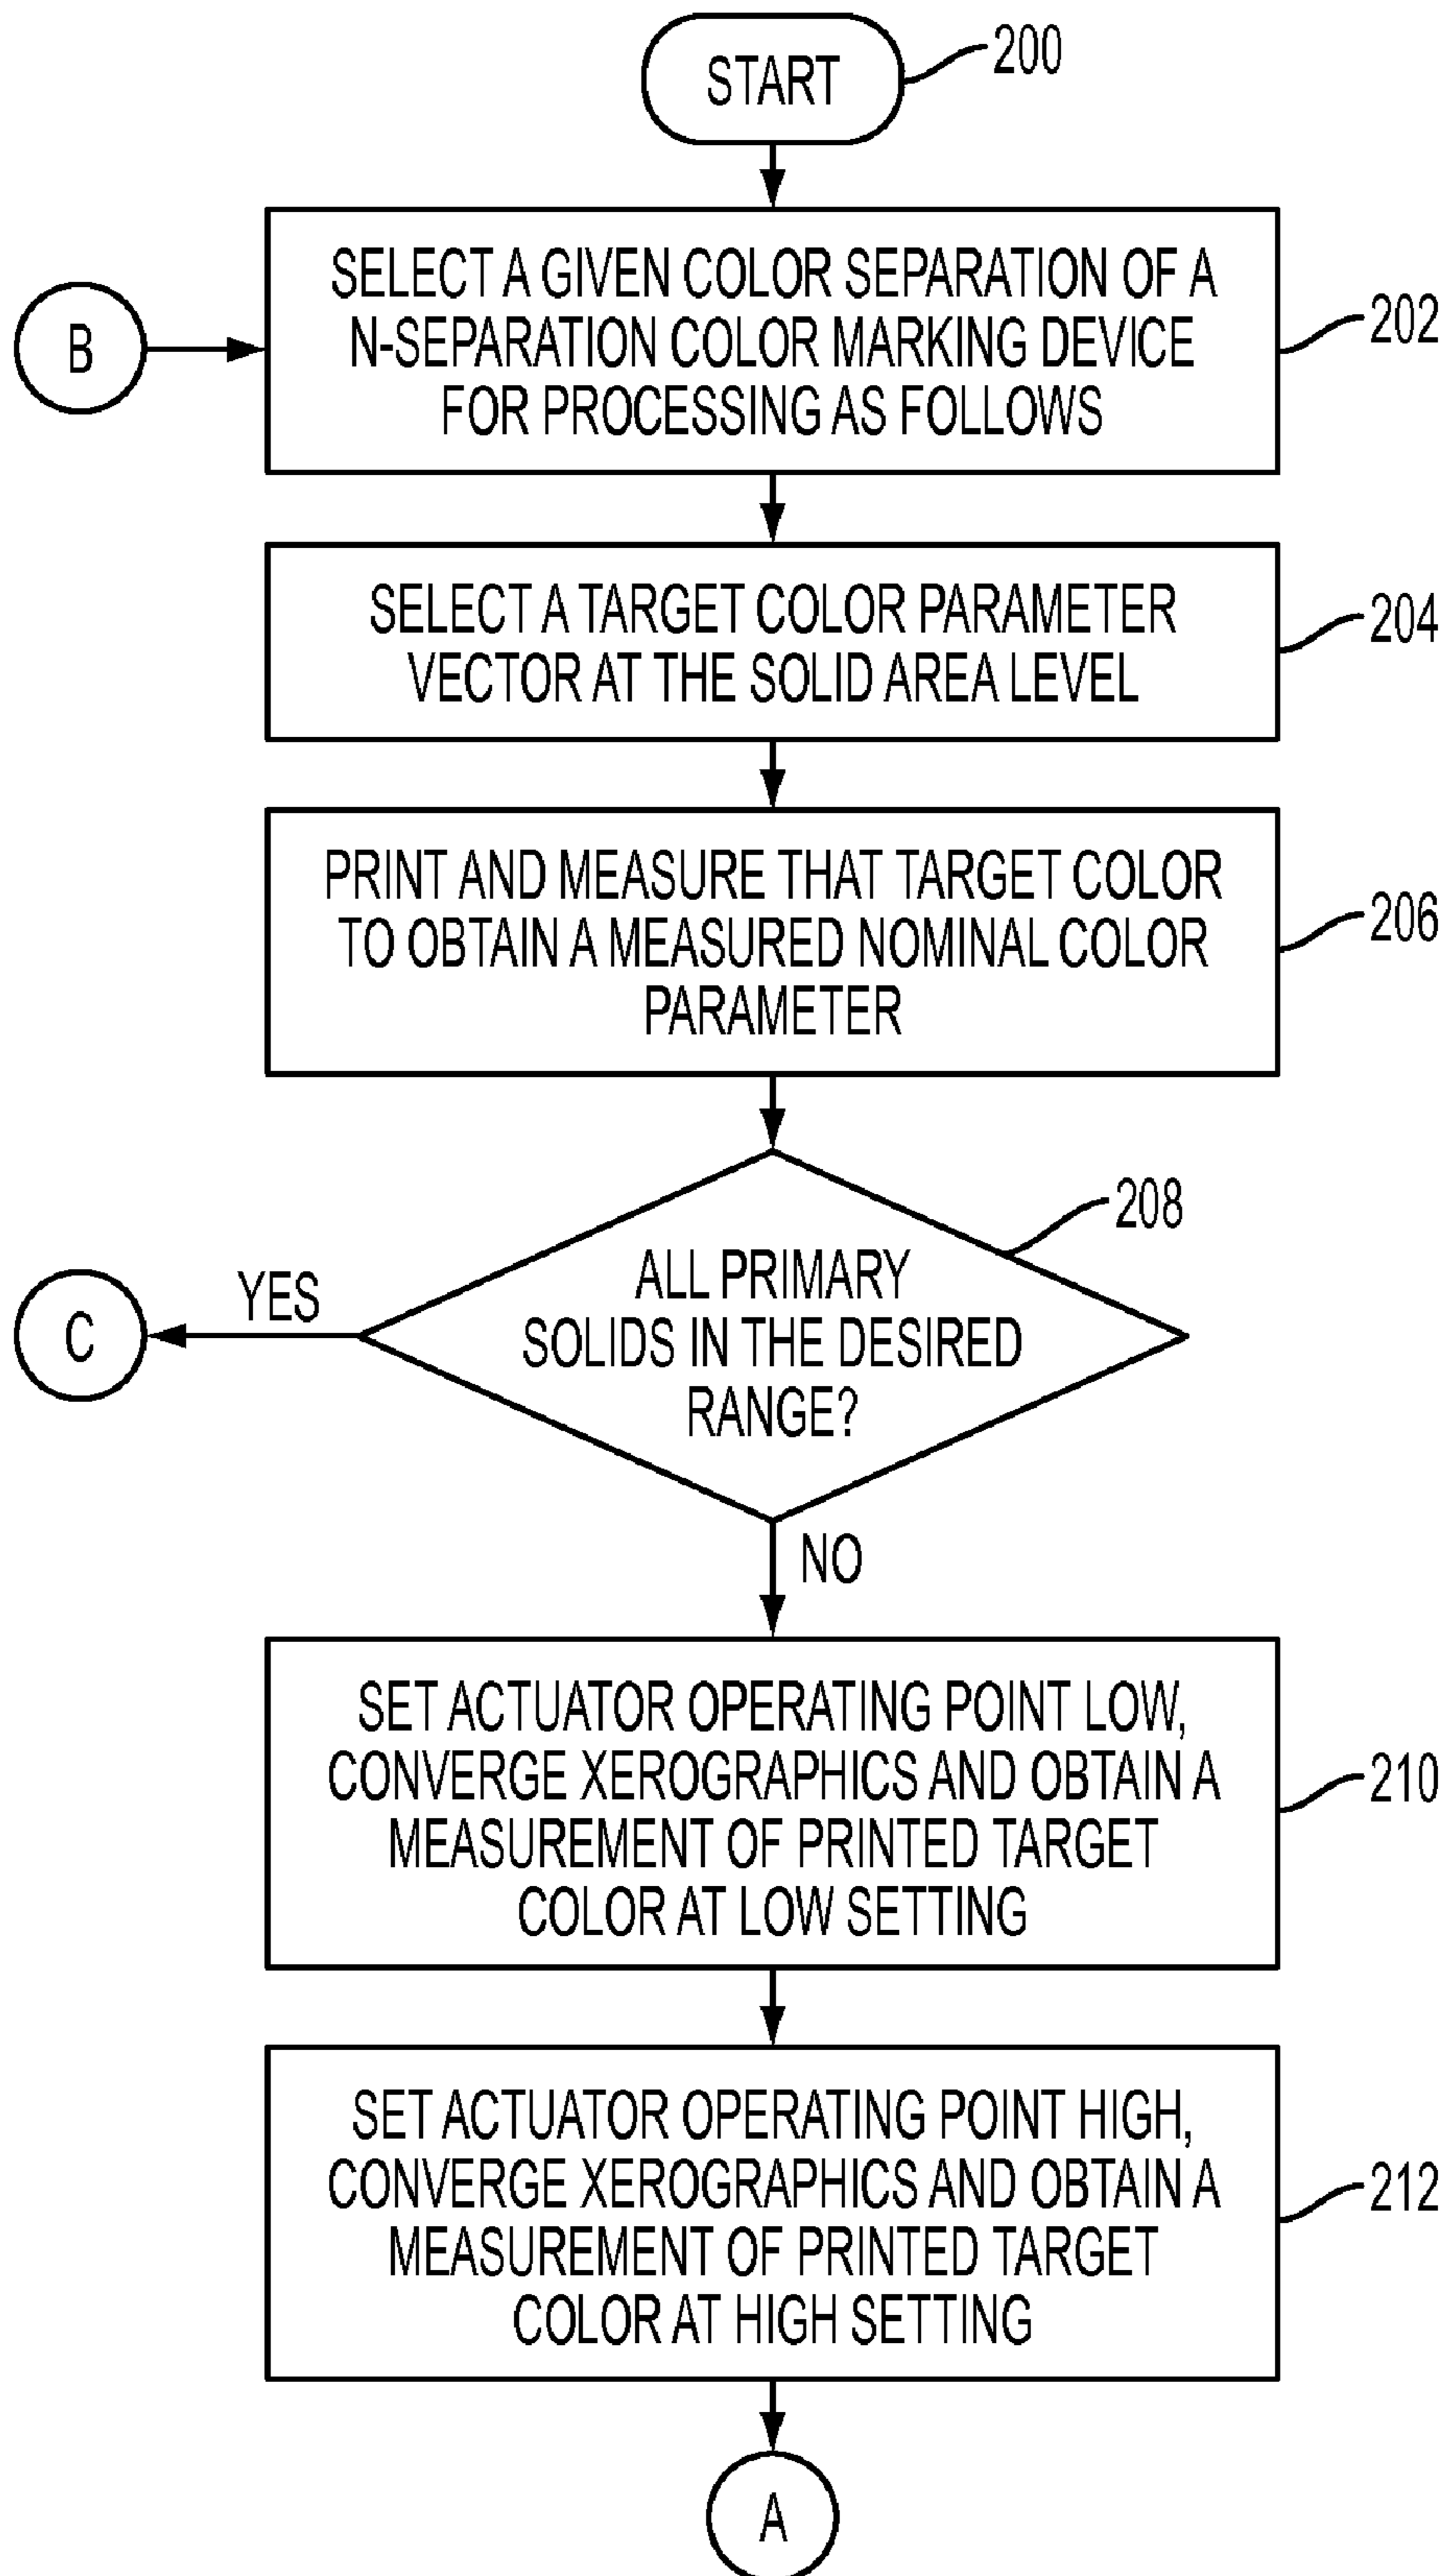 START
200
B
SELECT A GIVEN COLOR SEPARATION OF A
N-SEPARATION COLOR MARKING DEVICE
FOR PROCESSING AS FOLLOWS
202
SELECT A TARGET COLOR PARAMETER
VECTOR AT THE SOLID AREA LEVEL
204
PRINT AND MEASURE THAT TARGET COLOR
TO OBTAIN A MEASURED NOMINAL COLOR
PARAMETER
206
208
ALL PRIMARY
SOLIDS IN THE DESIRED
RANGE?
YES
C
NO
SET ACTUATOR OPERATING POINT LOW,
CONVERGE XEROGRAPHICS AND OBTAIN A
MEASUREMENT OF PRINTED TARGET
COLOR AT LOW SETTING
210
SET ACTUATOR OPERATING POINT HIGH,
CONVERGE XEROGRAPHICS AND OBTAIN A
MEASUREMENT OF PRINTED TARGET
COLOR AT HIGH SETTING
212
A